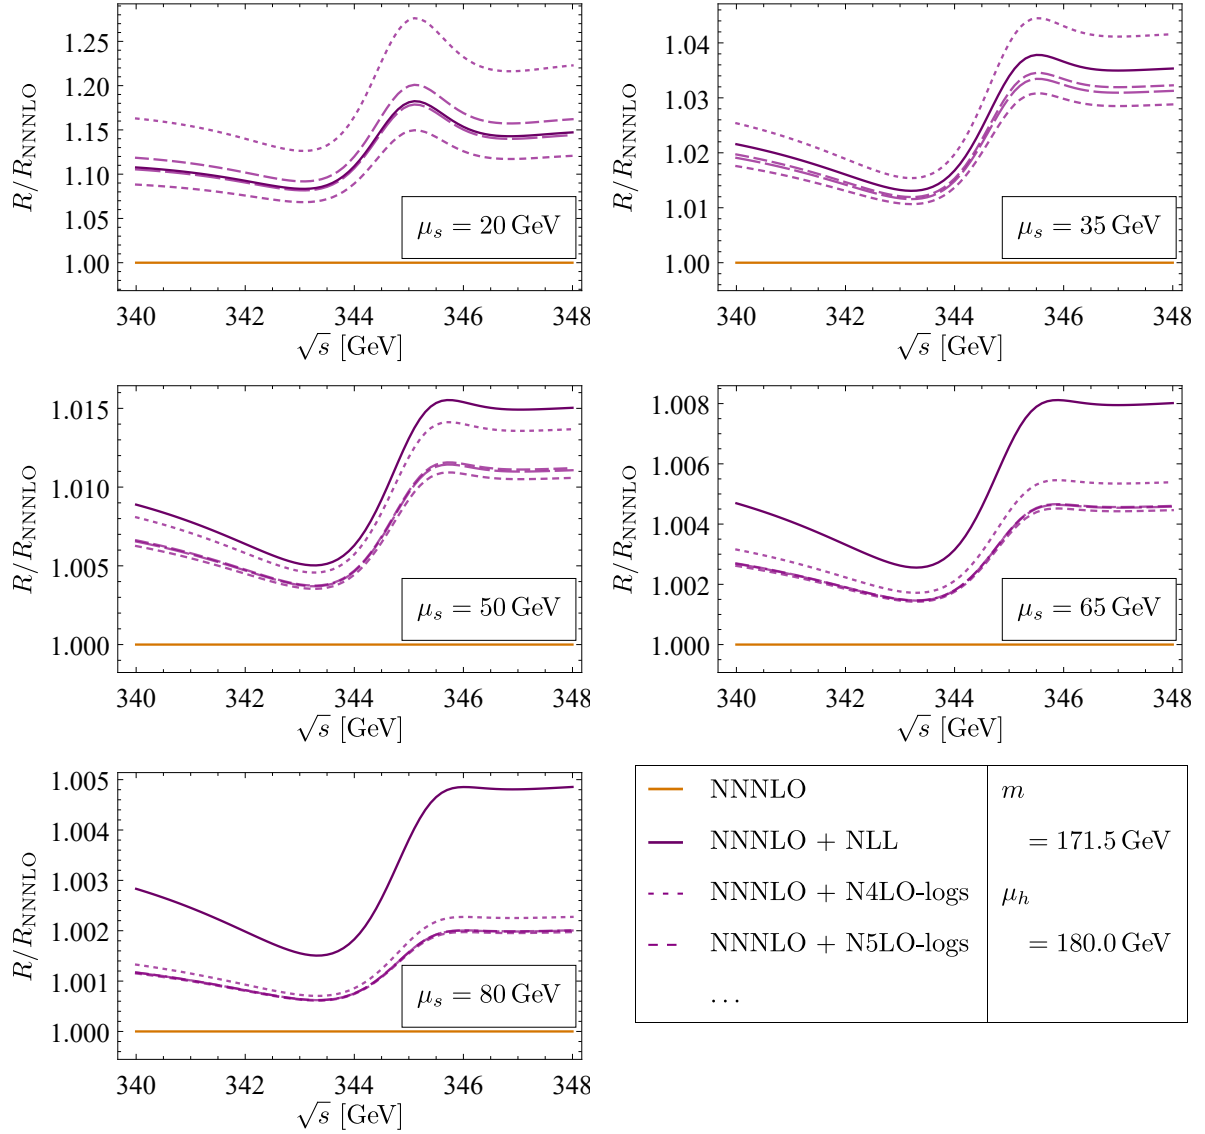 1.25
1.20
1.15
1.10
1.05
1.00
R/R_NNNLO
μ_s = 20 GeV
340 342 344 346 348
√s [GeV]
1.04
1.03
1.02
1.01
1.00
R/R_NNNLO
μ_s = 35 GeV
340 342 344 346 348
√s [GeV]
1.015
1.010
1.005
1.000
R/R_NNNLO
μ_s = 50 GeV
340 342 344 346 348
√s [GeV]
1.008
1.006
1.004
1.002
1.000
R/R_NNNLO
μ_s = 65 GeV
340 342 344 346 348
√s [GeV]
1.005
1.004
1.003
1.002
1.001
1.000
R/R_NNNLO
μ_s = 80 GeV
340 342 344 346 348
√s [GeV]
NNNLO m
NNNLO + NLL = 171.5 GeV
NNNLO + N4LO-logs μ_h
NNNLO + N5LO-logs = 180.0 GeV
...